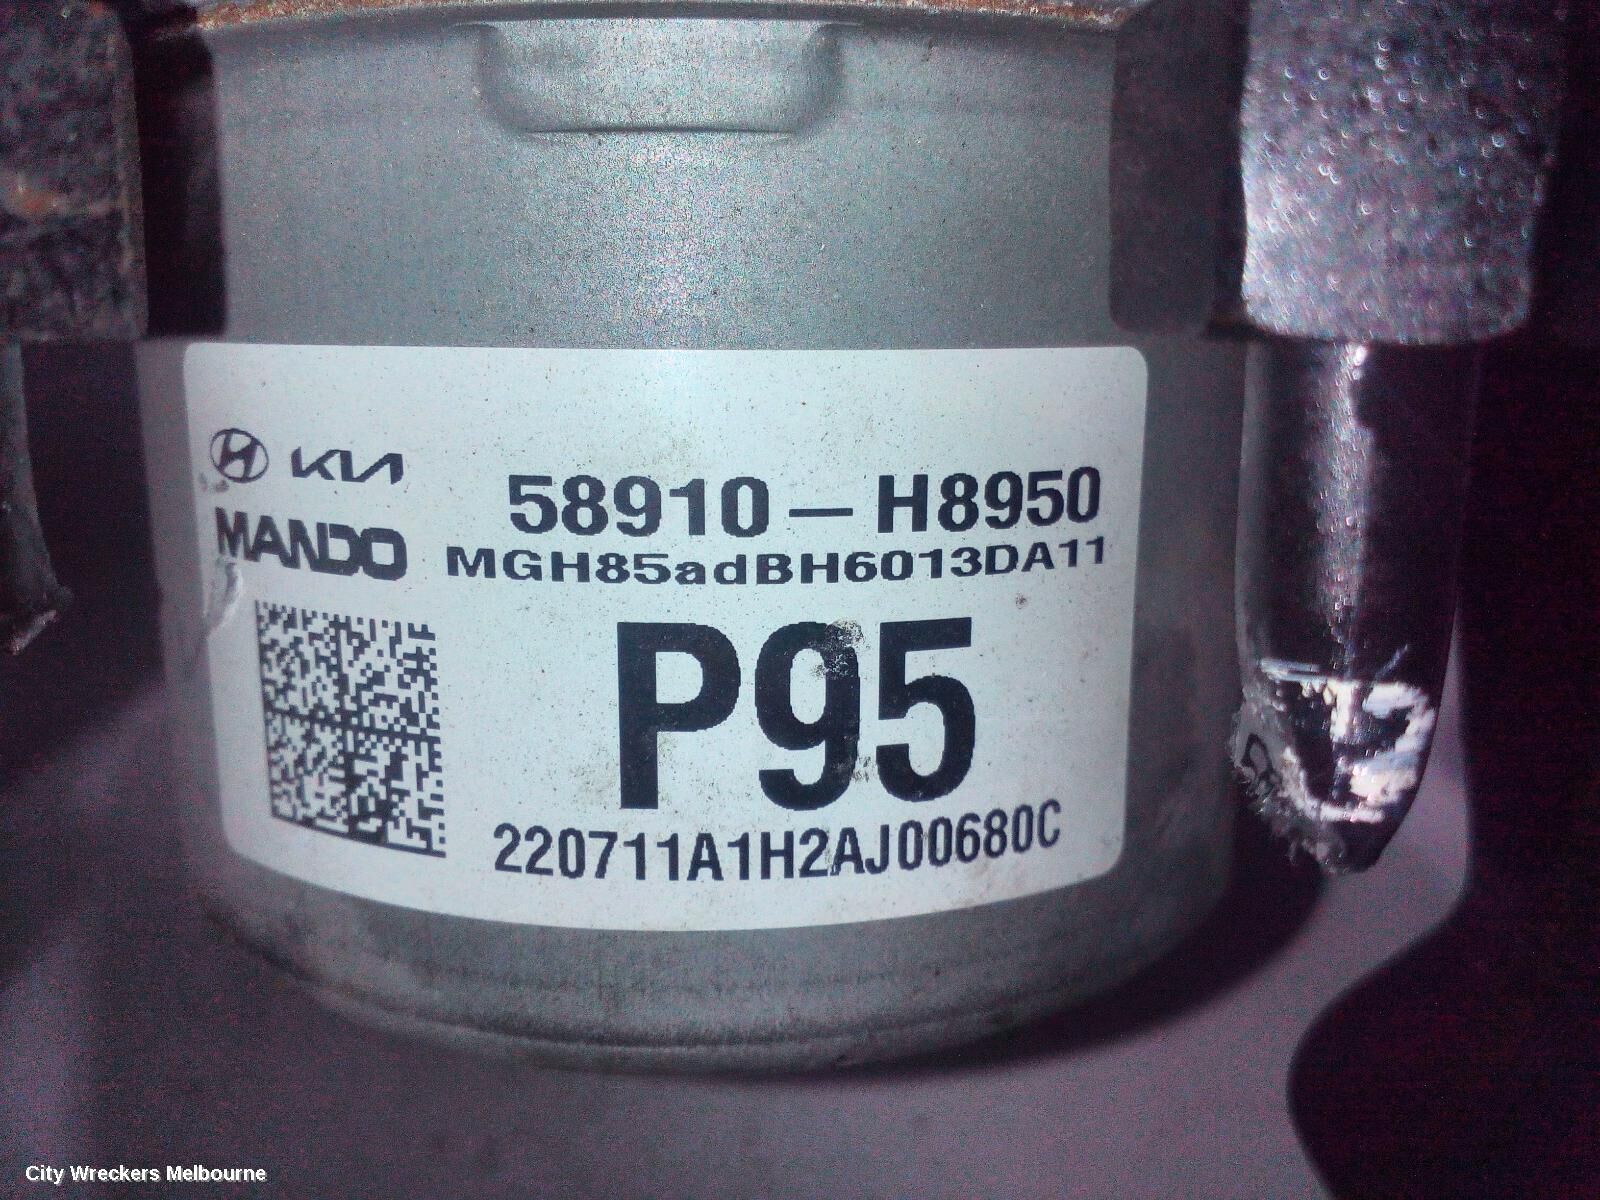 KIA
58910-H8950
MANDO
MGH85adBH6013DA11
P95
220711A1H2AJ00680C
City Wreckers Melbourne